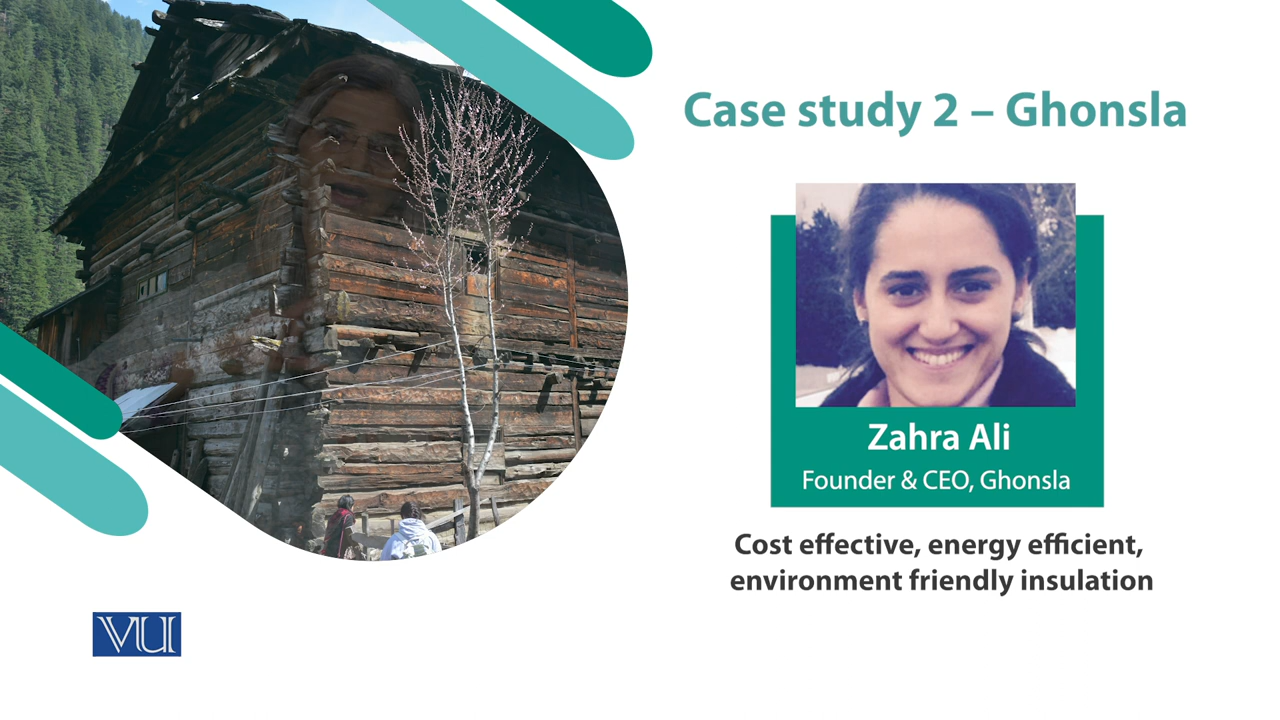 Case study 2 – Ghonsla
Zahra Ali
Founder & CEO, Ghonsla
Cost effective, energy efficient,
environment friendly insulation
VU